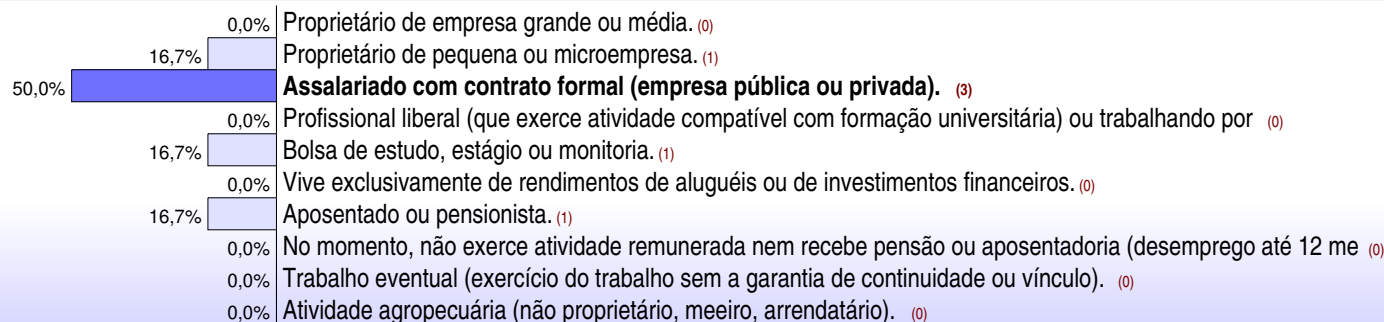 0,0% Proprietário de empresa grande ou média. (0)
16,7% Proprietário de pequena ou microempresa. (1)
50,0% Assalariado com contrato formal (empresa pública ou privada). (3)
0,0% Profissional liberal (que exerce atividade compatível com formação universitária) ou trabalhando por (0)
16,7% Bolsa de estudo, estágio ou monitoria. (1)
0,0% Vive exclusivamente de rendimentos de aluguéis ou de investimentos financeiros. (0)
16,7% Aposentado ou pensionista. (1)
0,0% No momento, não exerce atividade remunerada nem recebe pensão ou aposentadoria (desemprego até 12 me (0)
0,0% Trabalho eventual (exercício do trabalho sem a garantia de continuidade ou vínculo). (0)
0,0% Atividade agropecuária (não proprietário, meeiro, arrendatário). (0)